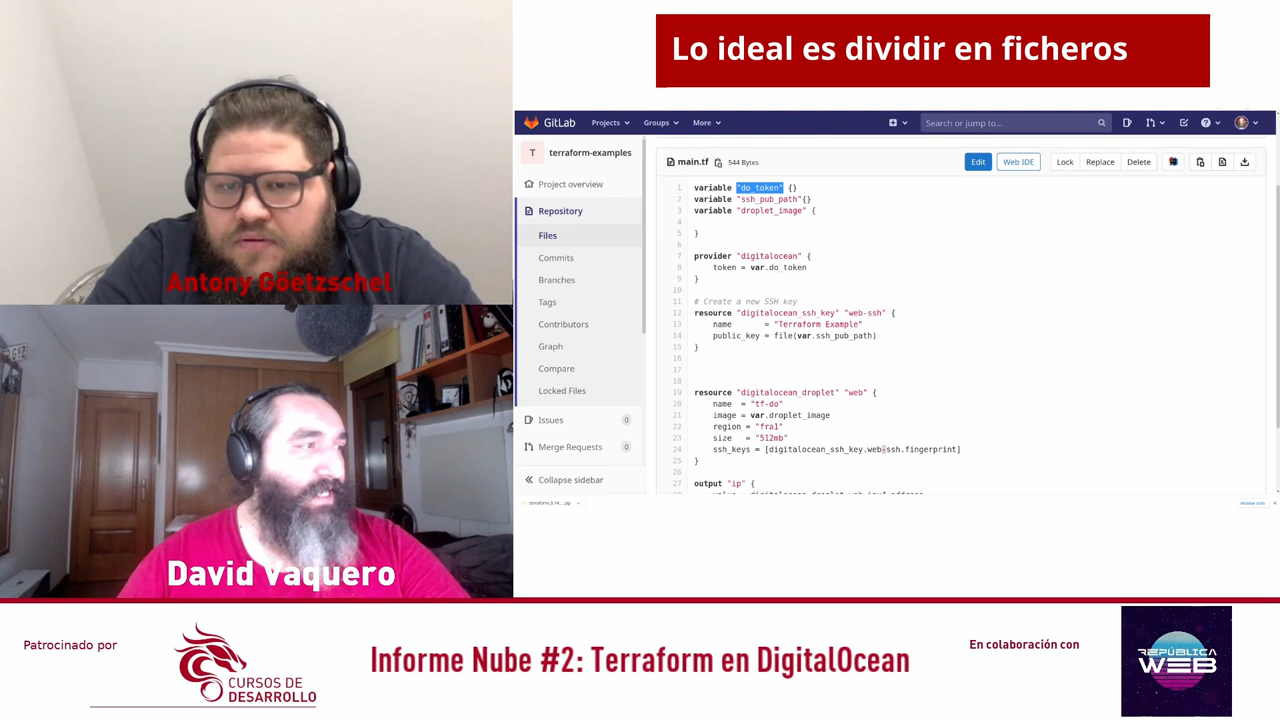 Lo ideal es dividir en ficheros
GitLab Projects Groups More Search or jump to...
T terraform-examples
Project overview
Repository
Files
Commits
Branches
Tags
Contributors
Graph
Compare
Locked Files
Issues 0
Merge Requests 0
Collapse sidebar
main.tf 544 Bytes Edit Web IDE Lock Replace Delete
1 variable "do_token" {}
2 variable "ssh_pub_path"{}
3 variable "droplet_image" {
4
5 }
6
7 provider "digitalocean" {
8 token = var.do_token
9 }
10
11 # Create a new SSH key
12 resource "digitalocean_ssh_key" "web-ssh" {
13 name = "Terraform Example"
14 public_key = file(var.ssh_pub_path)
15 }
16
17
18
19 resource "digitalocean_droplet" "web" {
20 name = "tf-do"
21 image = var.droplet_image
22 region = "fra1"
23 size = "512mb"
24 ssh_keys = [digitalocean_ssh_key.web-ssh.fingerprint]
25 }
26
27 output "ip" {
Antony Göetzschel
David Vaquero
Patrocinado por
CURSOS DE
DESARROLLO
Informe Nube #2: Terraform en DigitalOcean
En colaboración con
REPÚBLICA
WEB